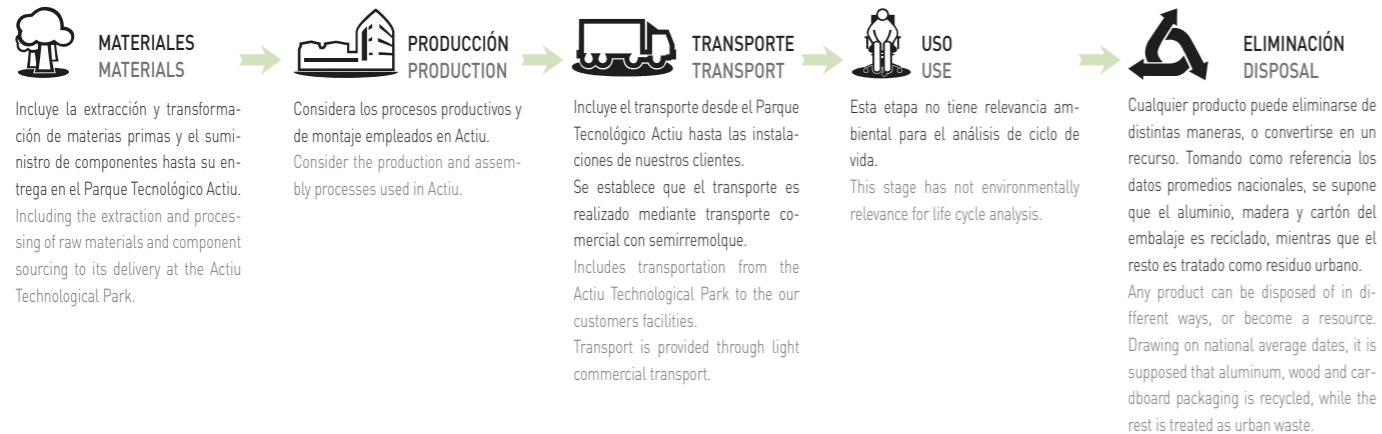 MATERIALES
MATERIALS
Incluye la extracción y transforma-
ción de materias primas y el sumi-
nistro de componentes hasta su en-
trega en el Parque Tecnológico Actiu.
Including the extraction and proces-
sing of raw materials and component
sourcing to its delivery at the Actiu
Technological Park.
PRODUCCIÓN
PRODUCTION
Considera los procesos productivos y
de montaje empleados en Actiu.
Consider the production and assem-
bly processes used in Actiu.
TRANSPORTE
TRANSPORT
Incluye el transporte desde el Parque
Tecnológico Actiu hasta las instala-
ciones de nuestros clientes.
Se establece que el transporte es
realizado mediante transporte co-
mercial con semirremolque.
Includes transportation from the
Actiu Technological Park to the our
customers facilities.
Transport is provided through light
commercial transport.
USO
USE
Esta etapa no tiene relevancia am-
biental para el análisis de ciclo de
vida.
This stage has not environmentally
relevance for life cycle analysis.
ELIMINACIÓN
DISPOSAL
Cualquier producto puede eliminarse de
distintas maneras, o convertirse en un
recurso. Tomando como referencia los
datos promedios nacionales, se supone
que el aluminio, madera y cartón del
embalaje es reciclado, mientras que el
resto es tratado como residuo urbano.
Any product can be disposed of in di-
fferent ways, or become a resource.
Drawing on national average dates, it is
supposed that aluminum, wood and car-
dboard packaging is recycled, while the
rest is treated as urban waste.